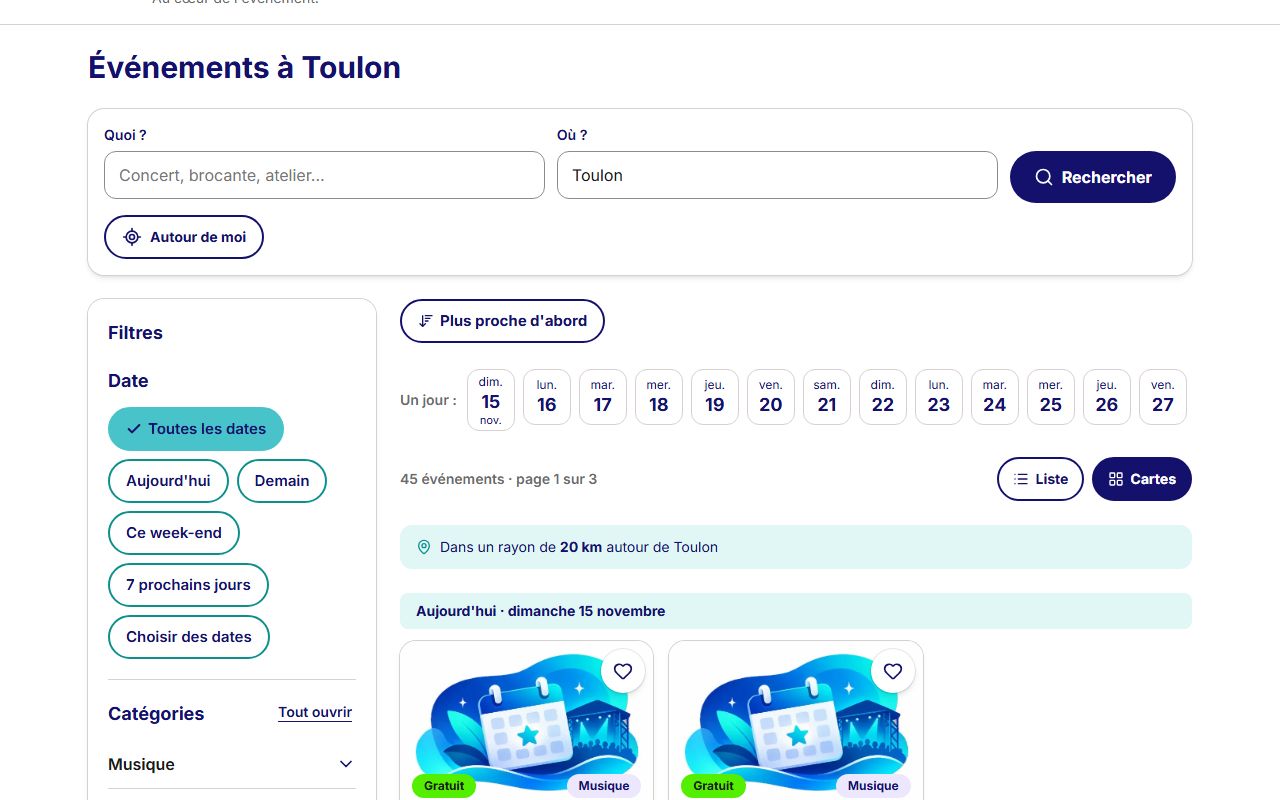 Au cœur de l'événement.
Événements à Toulon
Quoi ?
Où ?
Concert, brocante, atelier...
Toulon
Rechercher
Autour de moi
Filtres
Date
Toutes les dates
Aujourd'hui
Demain
Ce week-end
7 prochains jours
Choisir des dates
Catégories
Tout ouvrir
Musique
Plus proche d'abord
Un jour :
dim. 15 nov.
lun. 16
mar. 17
mer. 18
jeu. 19
ven. 20
sam. 21
dim. 22
lun. 23
mar. 24
mer. 25
jeu. 26
ven. 27
45 événements · page 1 sur 3
Liste
Cartes
Dans un rayon de 20 km autour de Toulon
Aujourd'hui · dimanche 15 novembre
Gratuit
Musique
Gratuit
Musique